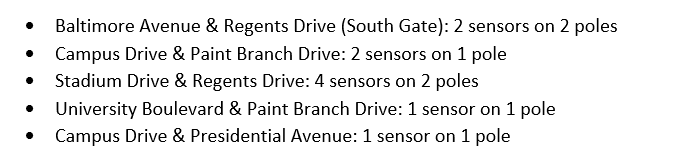 • Baltimore Avenue & Regents Drive (South Gate): 2 sensors on 2 poles
• Campus Drive & Paint Branch Drive: 2 sensors on 1 pole
• Stadium Drive & Regents Drive: 4 sensors on 2 poles
• University Boulevard & Paint Branch Drive: 1 sensor on 1 pole
• Campus Drive & Presidential Avenue: 1 sensor on 1 pole